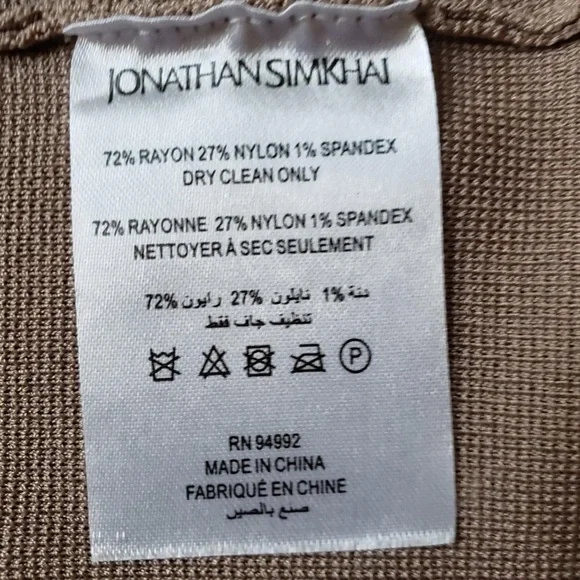 JONATHAN SIMKHAI
72% RAYON 27% NYLON 1% SPANDEX
DRY CLEAN ONLY
72% RAYONNE 27% NYLON 1% SPANDEX
NETTOYER À SEC SEULEMENT
72% رايون 27% نايلون 1% دنة
تنظيف جاف فقط
P
RN 94992
MADE IN CHINA
FABRIQUÉ EN CHINE
صنع بالصين